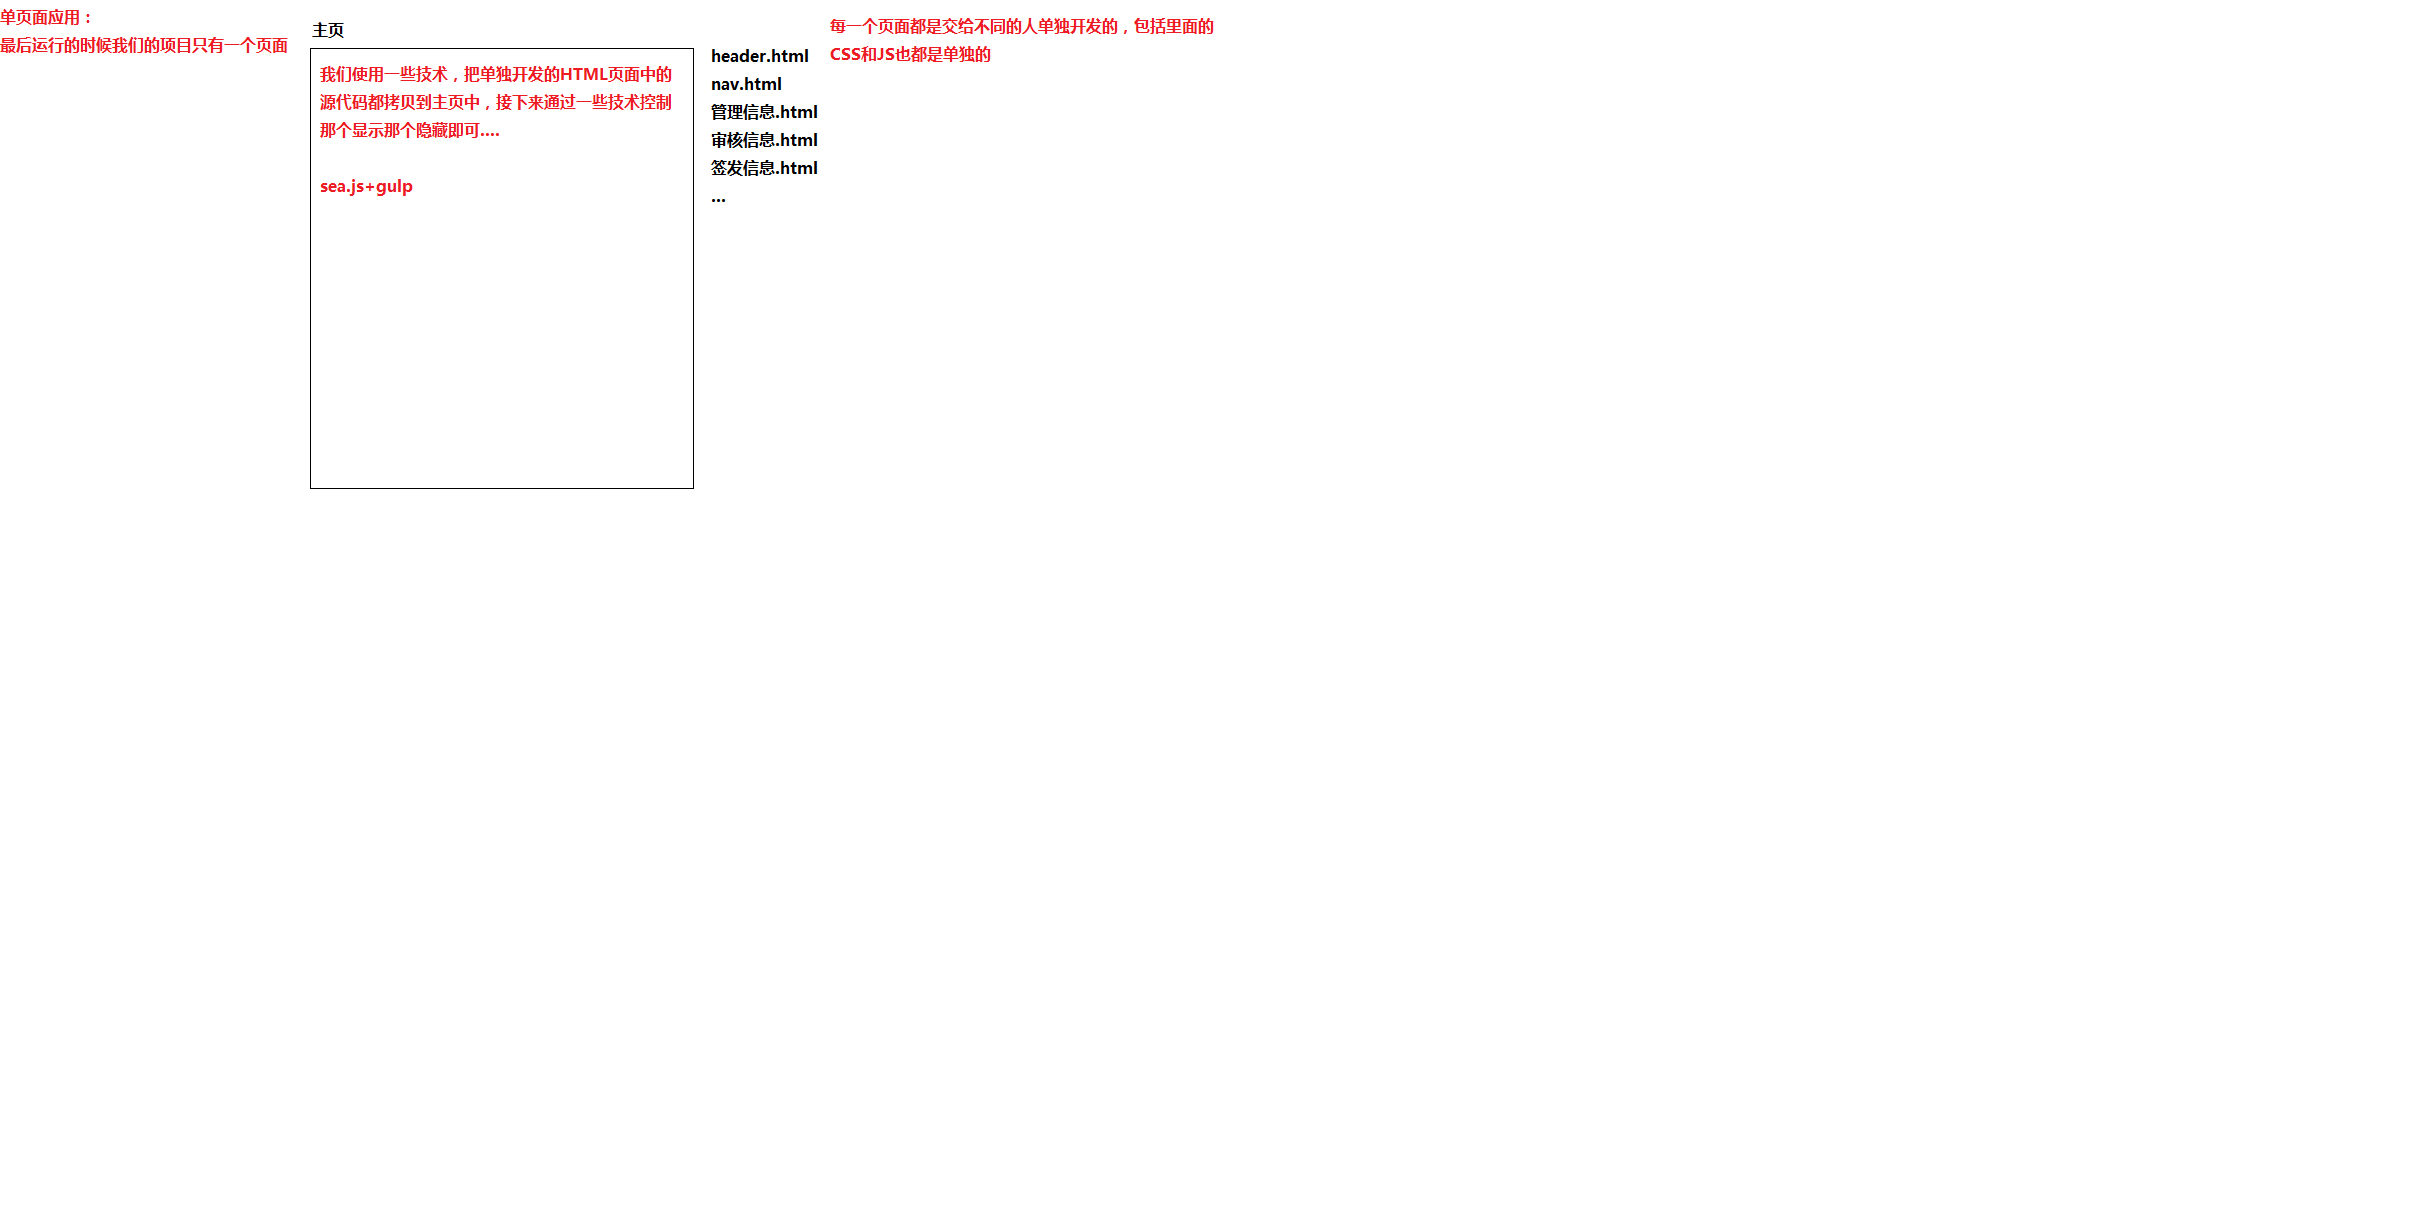 单页面应用：
最后运行的时候我们的项目只有一个页面
主页
我们使用一些技术，把单独开发的HTML页面中的
源代码都拷贝到主页中，接下来通过一些技术控制
那个显示那个隐藏即可....
sea.js+gulp
header.html
nav.html
管理信息.html
审核信息.html
签发信息.html
...
每一个页面都是交给不同的人单独开发的，包括里面的
CSS和JS也都是单独的